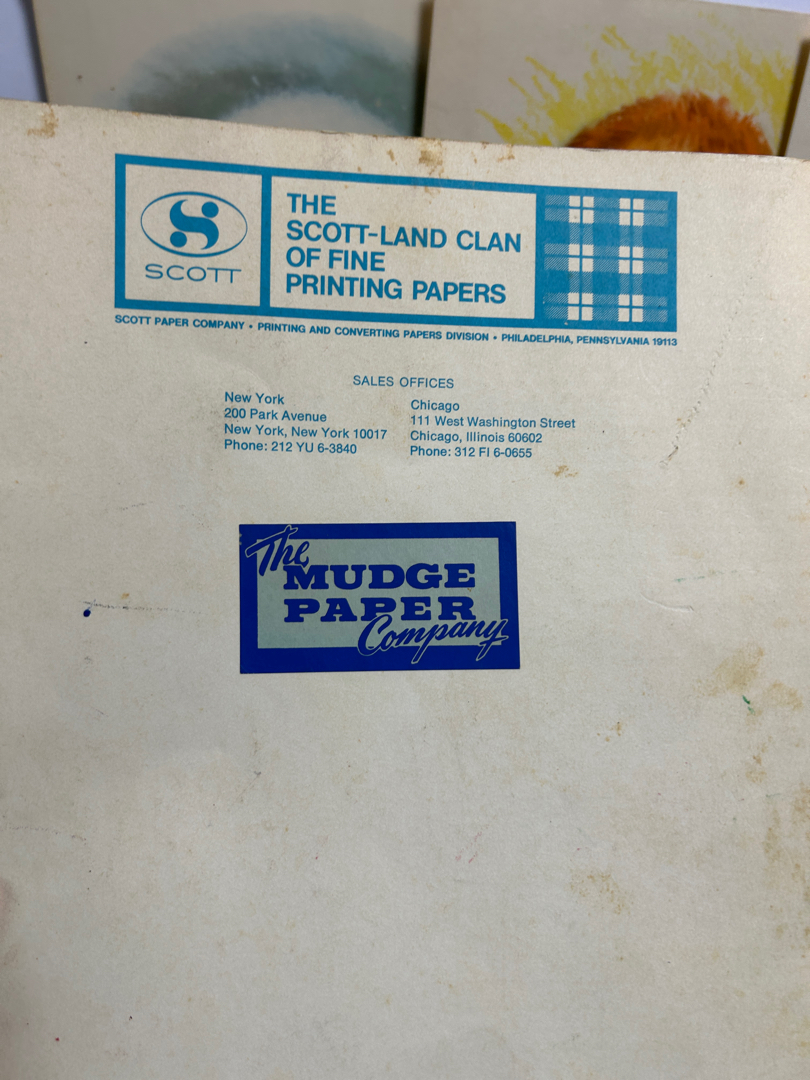 SCOTT
THE
SCOTT-LAND CLAN
OF FINE
PRINTING PAPERS
SCOTT PAPER COMPANY • PRINTING AND CONVERTING PAPERS DIVISION • PHILADELPHIA, PENNSYLVANIA 19113
SALES OFFICES
New York
200 Park Avenue
New York, New York 10017
Phone: 212 YU 6-3840
Chicago
111 West Washington Street
Chicago, Illinois 60602
Phone: 312 FI 6-0655
The
MUDGE
PAPER
Company